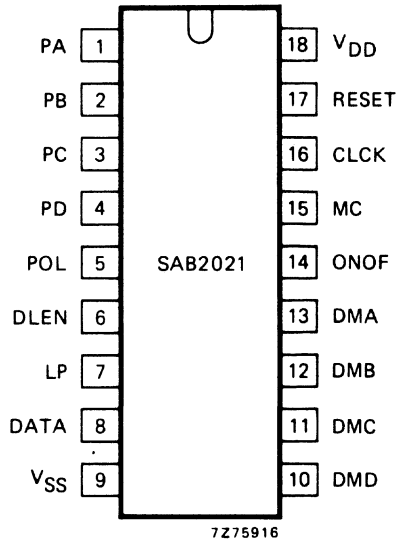 PA 1 18 VDD
PB 2 17 RESET
PC 3 16 CLCK
PD 4 15 MC
POL 5 SAB2021 14 ONOF
DLEN 6 13 DMA
LP 7 12 DMB
DATA 8 11 DMC
VSS 9 10 DMD
7Z75916